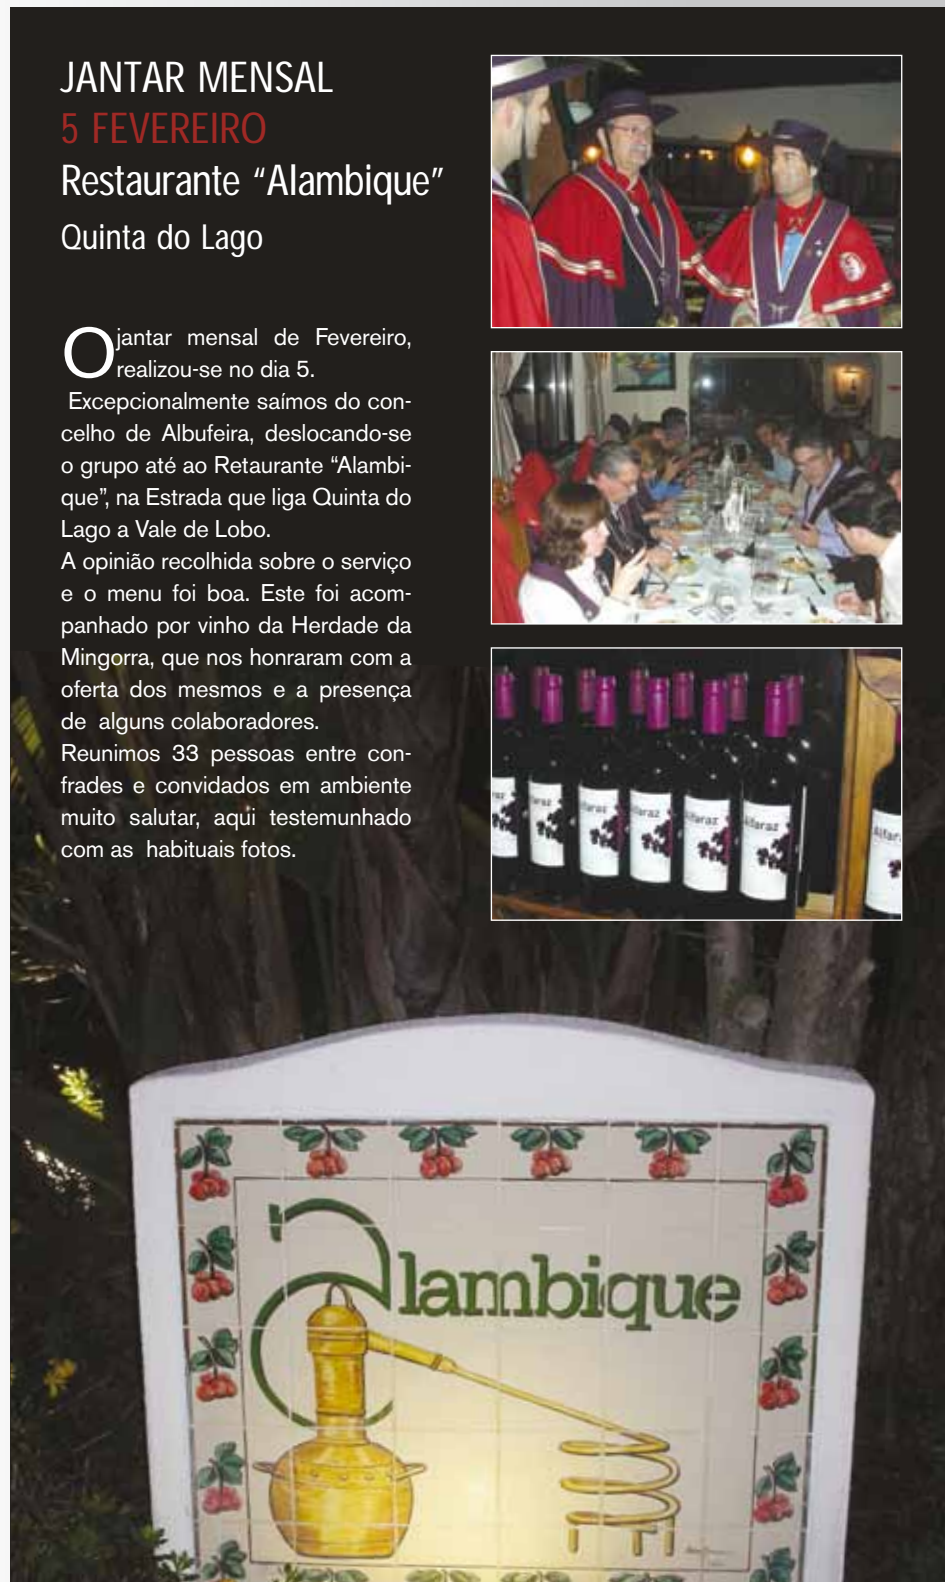 JANTAR MENSAL
5 FEVEREIRO
Restaurante “Alambique”
Quinta do Lago
O jantar mensal de Fevereiro,
realizou-se no dia 5.
Excepcionalmente saímos do con-
celho de Albufeira, deslocando-se
o grupo até ao Retaurante “Alambi-
que”, na Estrada que liga Quinta do
Lago a Vale de Lobo.
A opinião recolhida sobre o serviço
e o menu foi boa. Este foi acom-
panhado por vinho da Herdade da
Mingorra, que nos honraram com a
oferta dos mesmos e a presença
de alguns colaboradores.
Reunimos 33 pessoas entre con-
frades e convidados em ambiente
muito salutar, aqui testemunhado
com as habituais fotos.
Alfaraz
Alambique